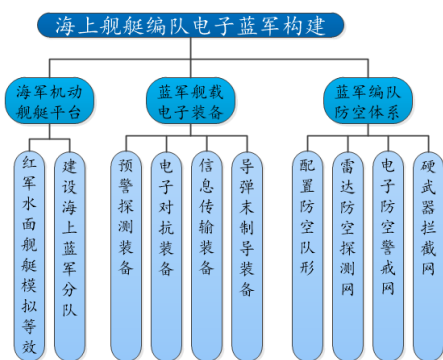 海上舰艇编队电子蓝军构建
海军机动
舰艇平台
蓝军舰载
电子装备
蓝军编队
防空体系
红军水面舰艇模拟等效
建设海上蓝军分队
预警探测装备
电子对抗装备
信息传输装备
导弹末制导装备
配置防空队形
雷达防空探测网
电子防空警戒网
硬武器拦截网